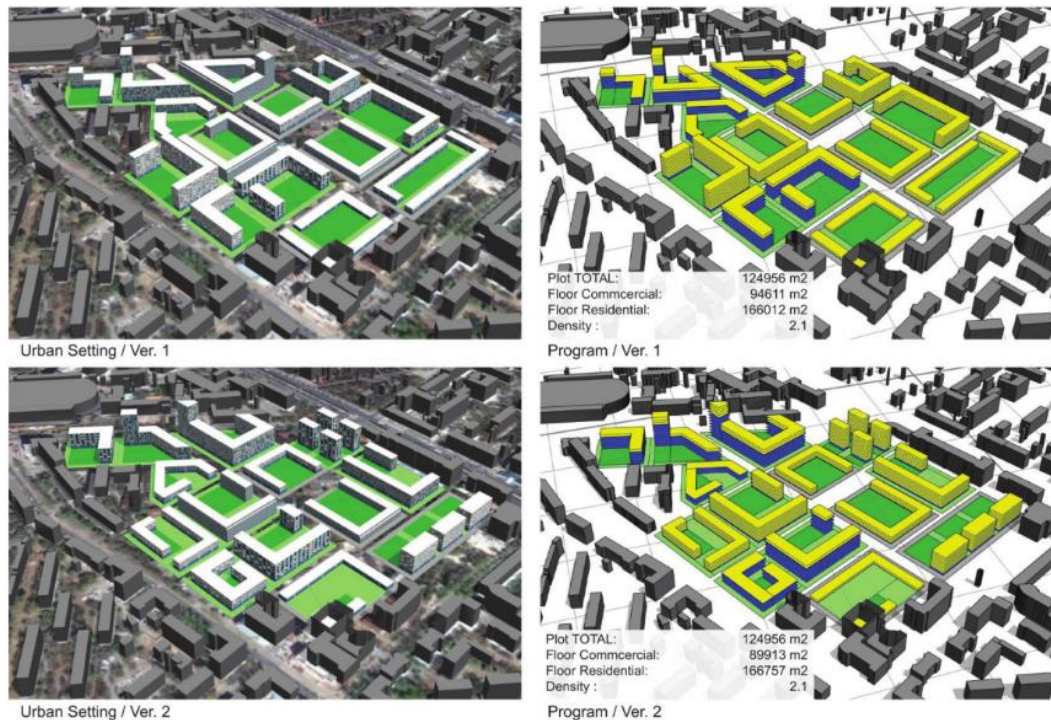 Plot TOTAL: 124956 m2
Floor Commcercial: 94611 m2
Floor Residential: 166012 m2
Density : 2.1
Urban Setting / Ver. 1
Program / Ver. 1
Plot TOTAL: 124956 m2
Floor Commcercial: 89913 m2
Floor Residential: 166757 m2
Density : 2.1
Urban Setting / Ver. 2
Program / Ver. 2